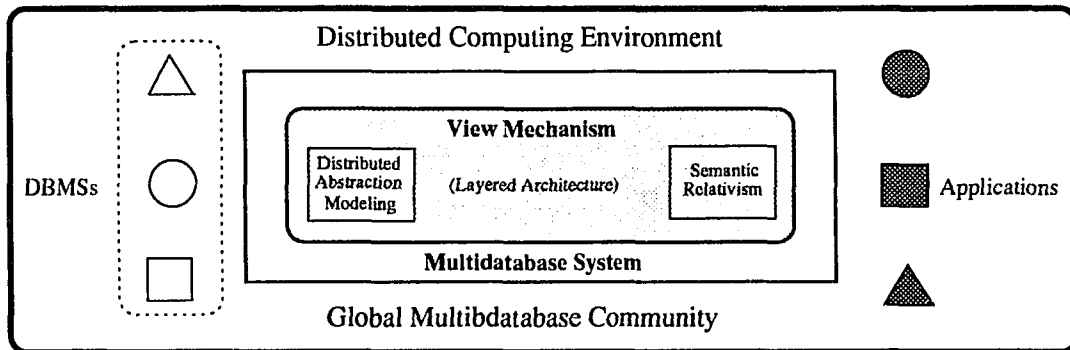 Distributed Computing Environment
View Mechanism
Distributed
Abstraction
Modeling
(Layered Architecture)
Semantic
Relativism
DBMSs
Applications
Multidatabase System
Global Multibdatabase Community